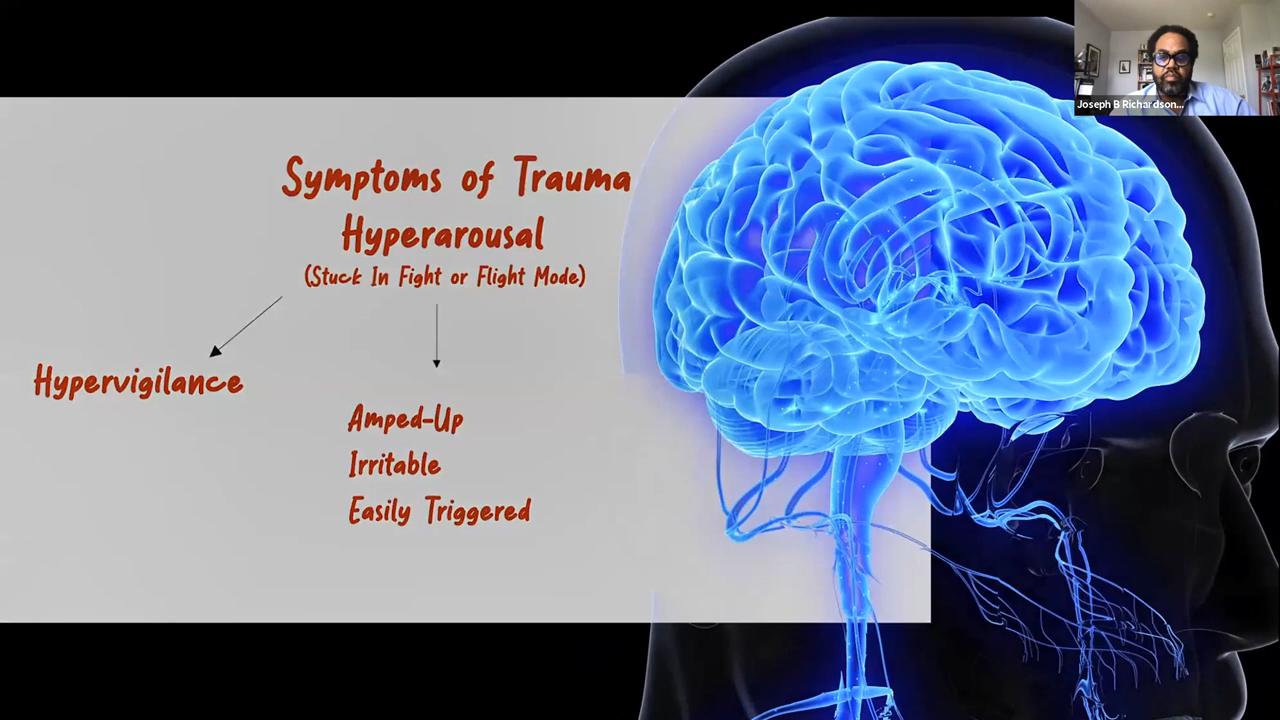 Joseph B Richardson...
Symptoms of Trauma
Hyperarousal
(Stuck In Fight or Flight Mode)
Hypervigilance
Amped-Up
Irritable
Easily Triggered